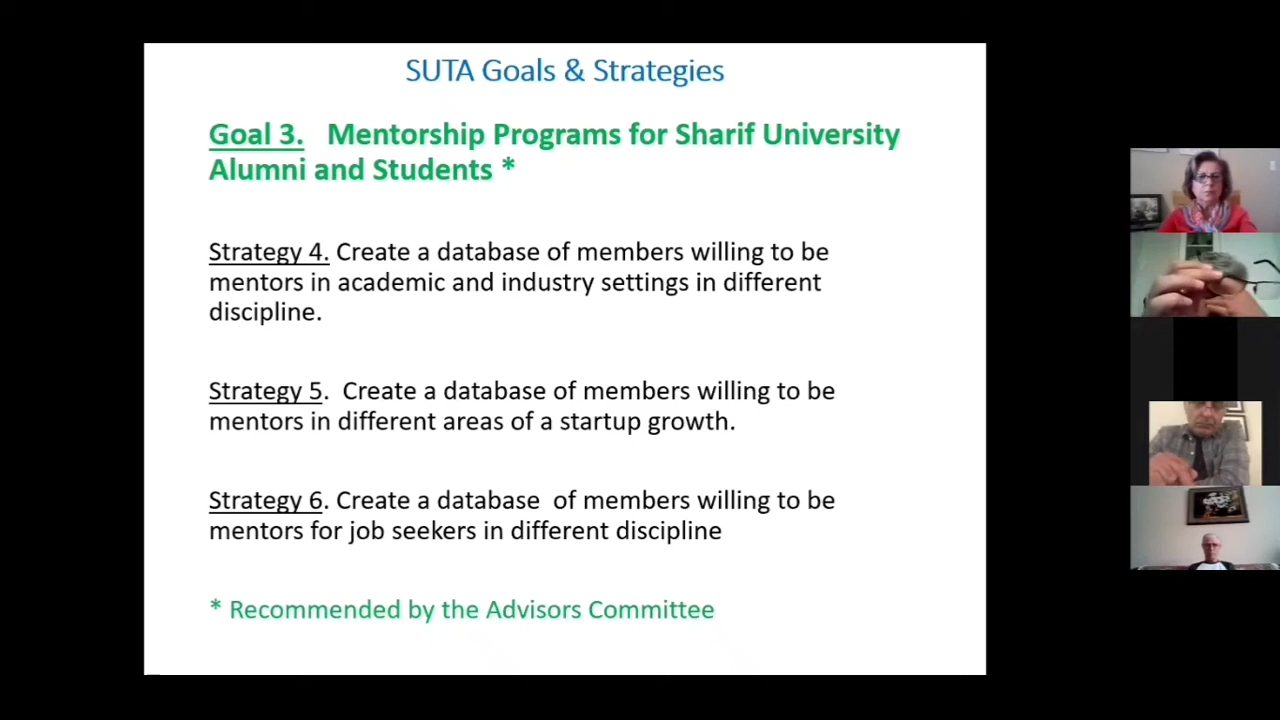 SUTA Goals & Strategies
Goal 3. Mentorship Programs for Sharif University
Alumni and Students *
Strategy 4. Create a database of members willing to be
mentors in academic and industry settings in different
discipline.
Strategy 5. Create a database of members willing to be
mentors in different areas of a startup growth.
Strategy 6. Create a database of members willing to be
mentors for job seekers in different discipline
* Recommended by the Advisors Committee